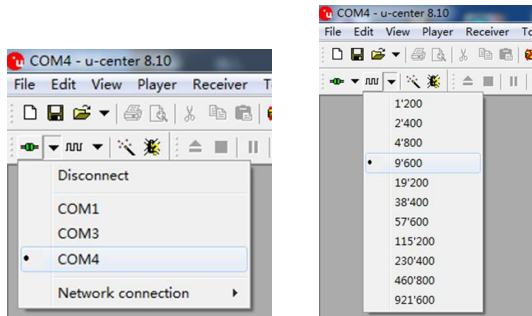 COM4 - u-center 8.10
File Edit View Player Receiver
Disconnect
COM1
COM3
COM4
Network connection
COM4 - u-center 8.10
File Edit View Player Receiver
1'200
2'400
4'800
9'600
19'200
38'400
57'600
115'200
230'400
460'800
921'600